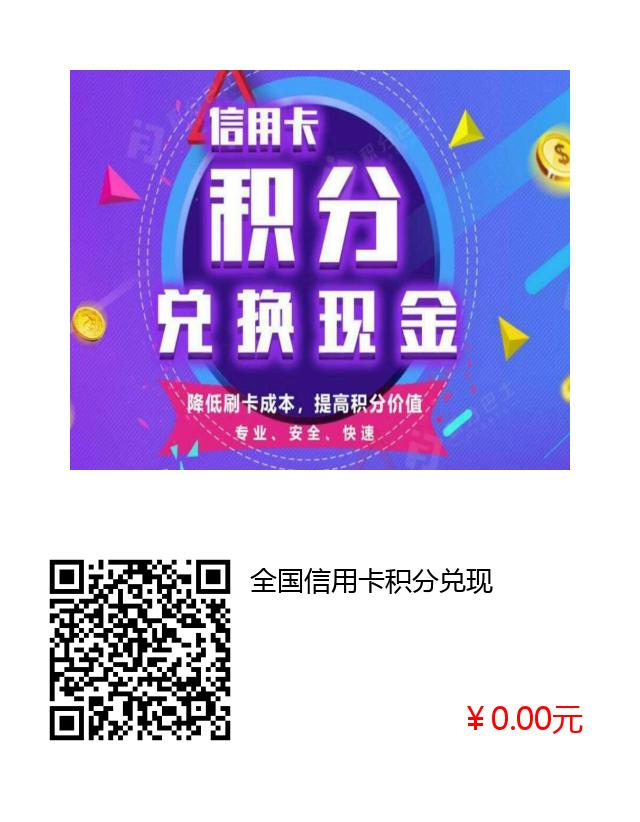 信用卡
积分
兑换现金
降低刷卡成本，提高积分价值
专业、安全、快速
全国信用卡积分兑现
￥0.00元